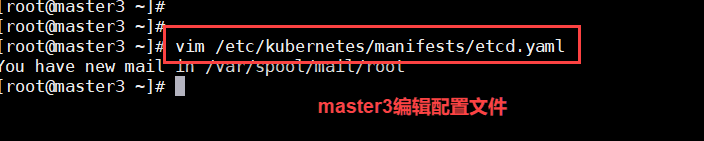 [root@master3 ~]#
[root@master3 ~]#
[root@master3 ~]# vim /etc/kubernetes/manifests/etcd.yaml
You have new mail in /var/spool/mail/root
[root@master3 ~]#
master3编辑配置文件